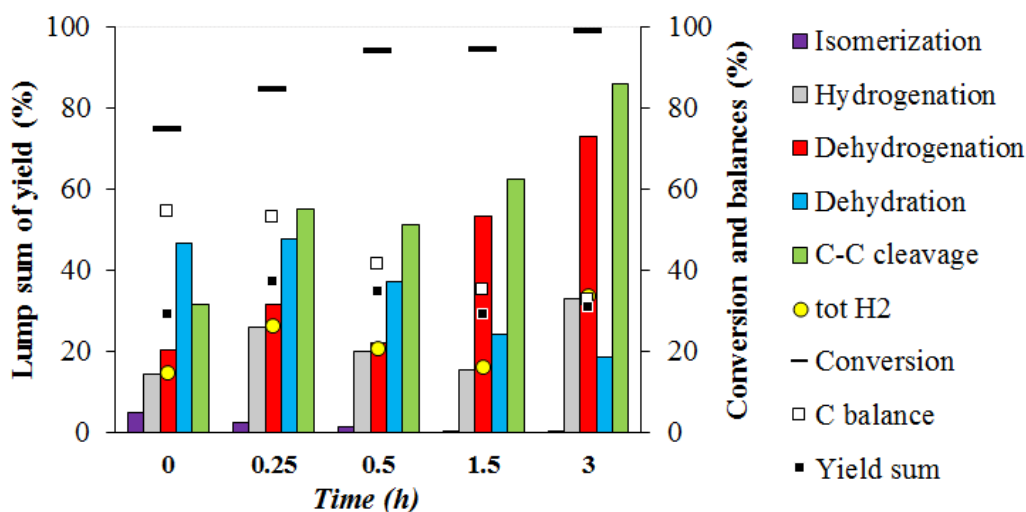 Lump sum of yield (%)
100
80
60
40
20
0
0
0.25
0.5
1.5
3
Time (h)
100
80
60
40
20
0
Conversion and balances (%)
Isomerization
Hydrogenation
Dehydrogenation
Dehydration
C-C cleavage
tot H2
Conversion
C balance
Yield sum